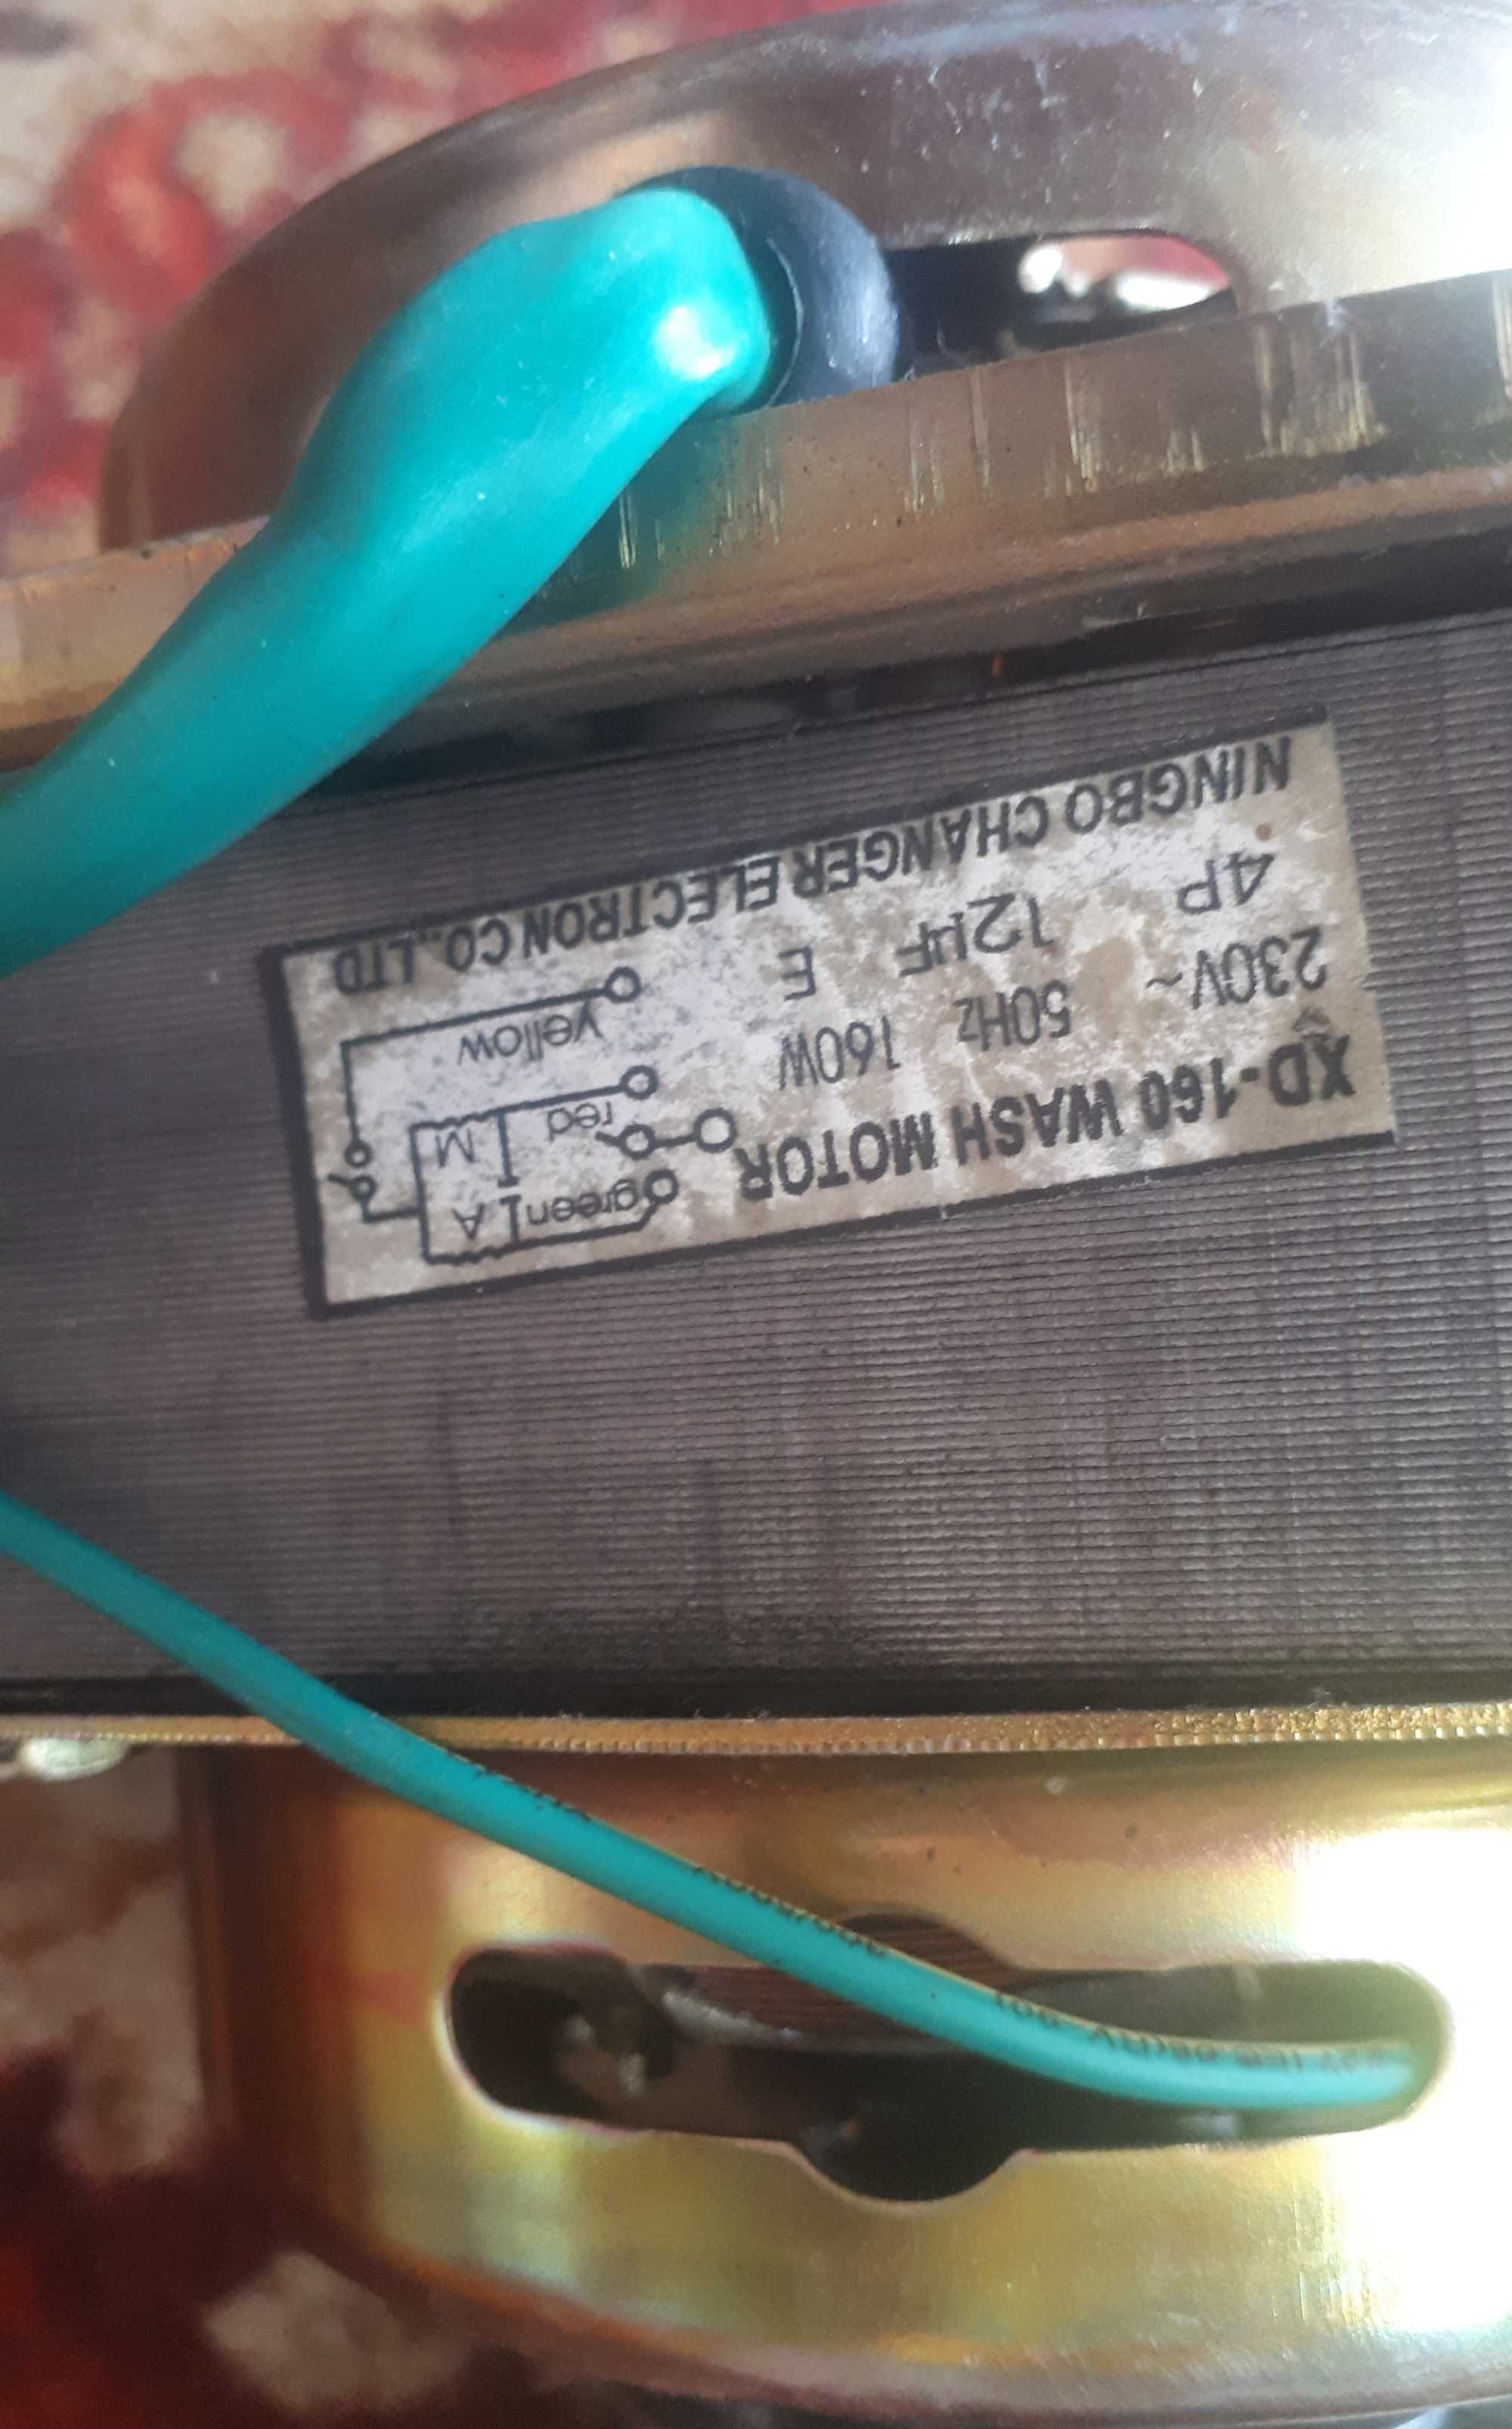 XD-160 WASH MOTOR
230V~ 50Hz 160W
4P 12μF E
NINGBO CHANGER ELECTRON CO.,LTD
green A
red M
yellow